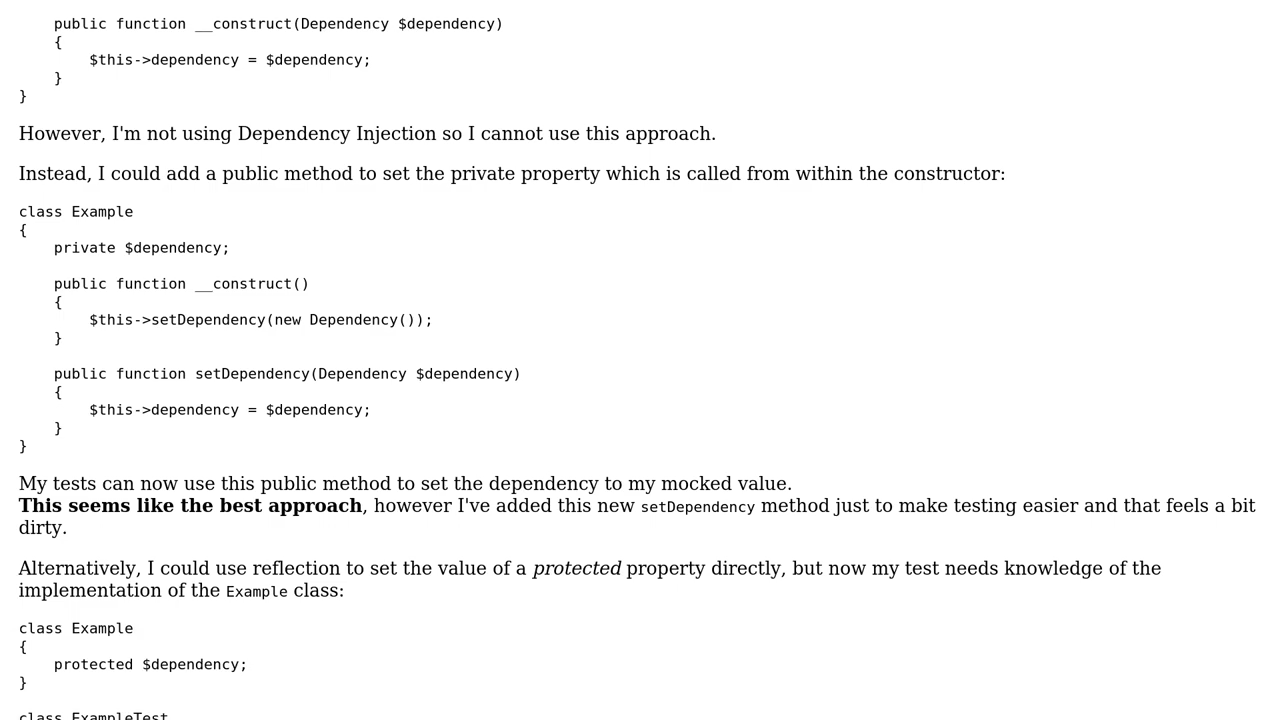 public function __construct(Dependency $dependency)
    {
        $this->dependency = $dependency;
    }
}
However, I'm not using Dependency Injection so I cannot use this approach.
Instead, I could add a public method to set the private property which is called from within the constructor:
class Example
{
    private $dependency;
    public function __construct()
    {
        $this->setDependency(new Dependency());
    }
    public function setDependency(Dependency $dependency)
    {
        $this->dependency = $dependency;
    }
}
My tests can now use this public method to set the dependency to my mocked value.
This seems like the best approach, however I've added this new setDependency method just to make testing easier and that feels a bit
dirty.
Alternatively, I could use reflection to set the value of a protected property directly, but now my test needs knowledge of the
implementation of the Example class:
class Example
{
    protected $dependency;
}
class ExampleTest